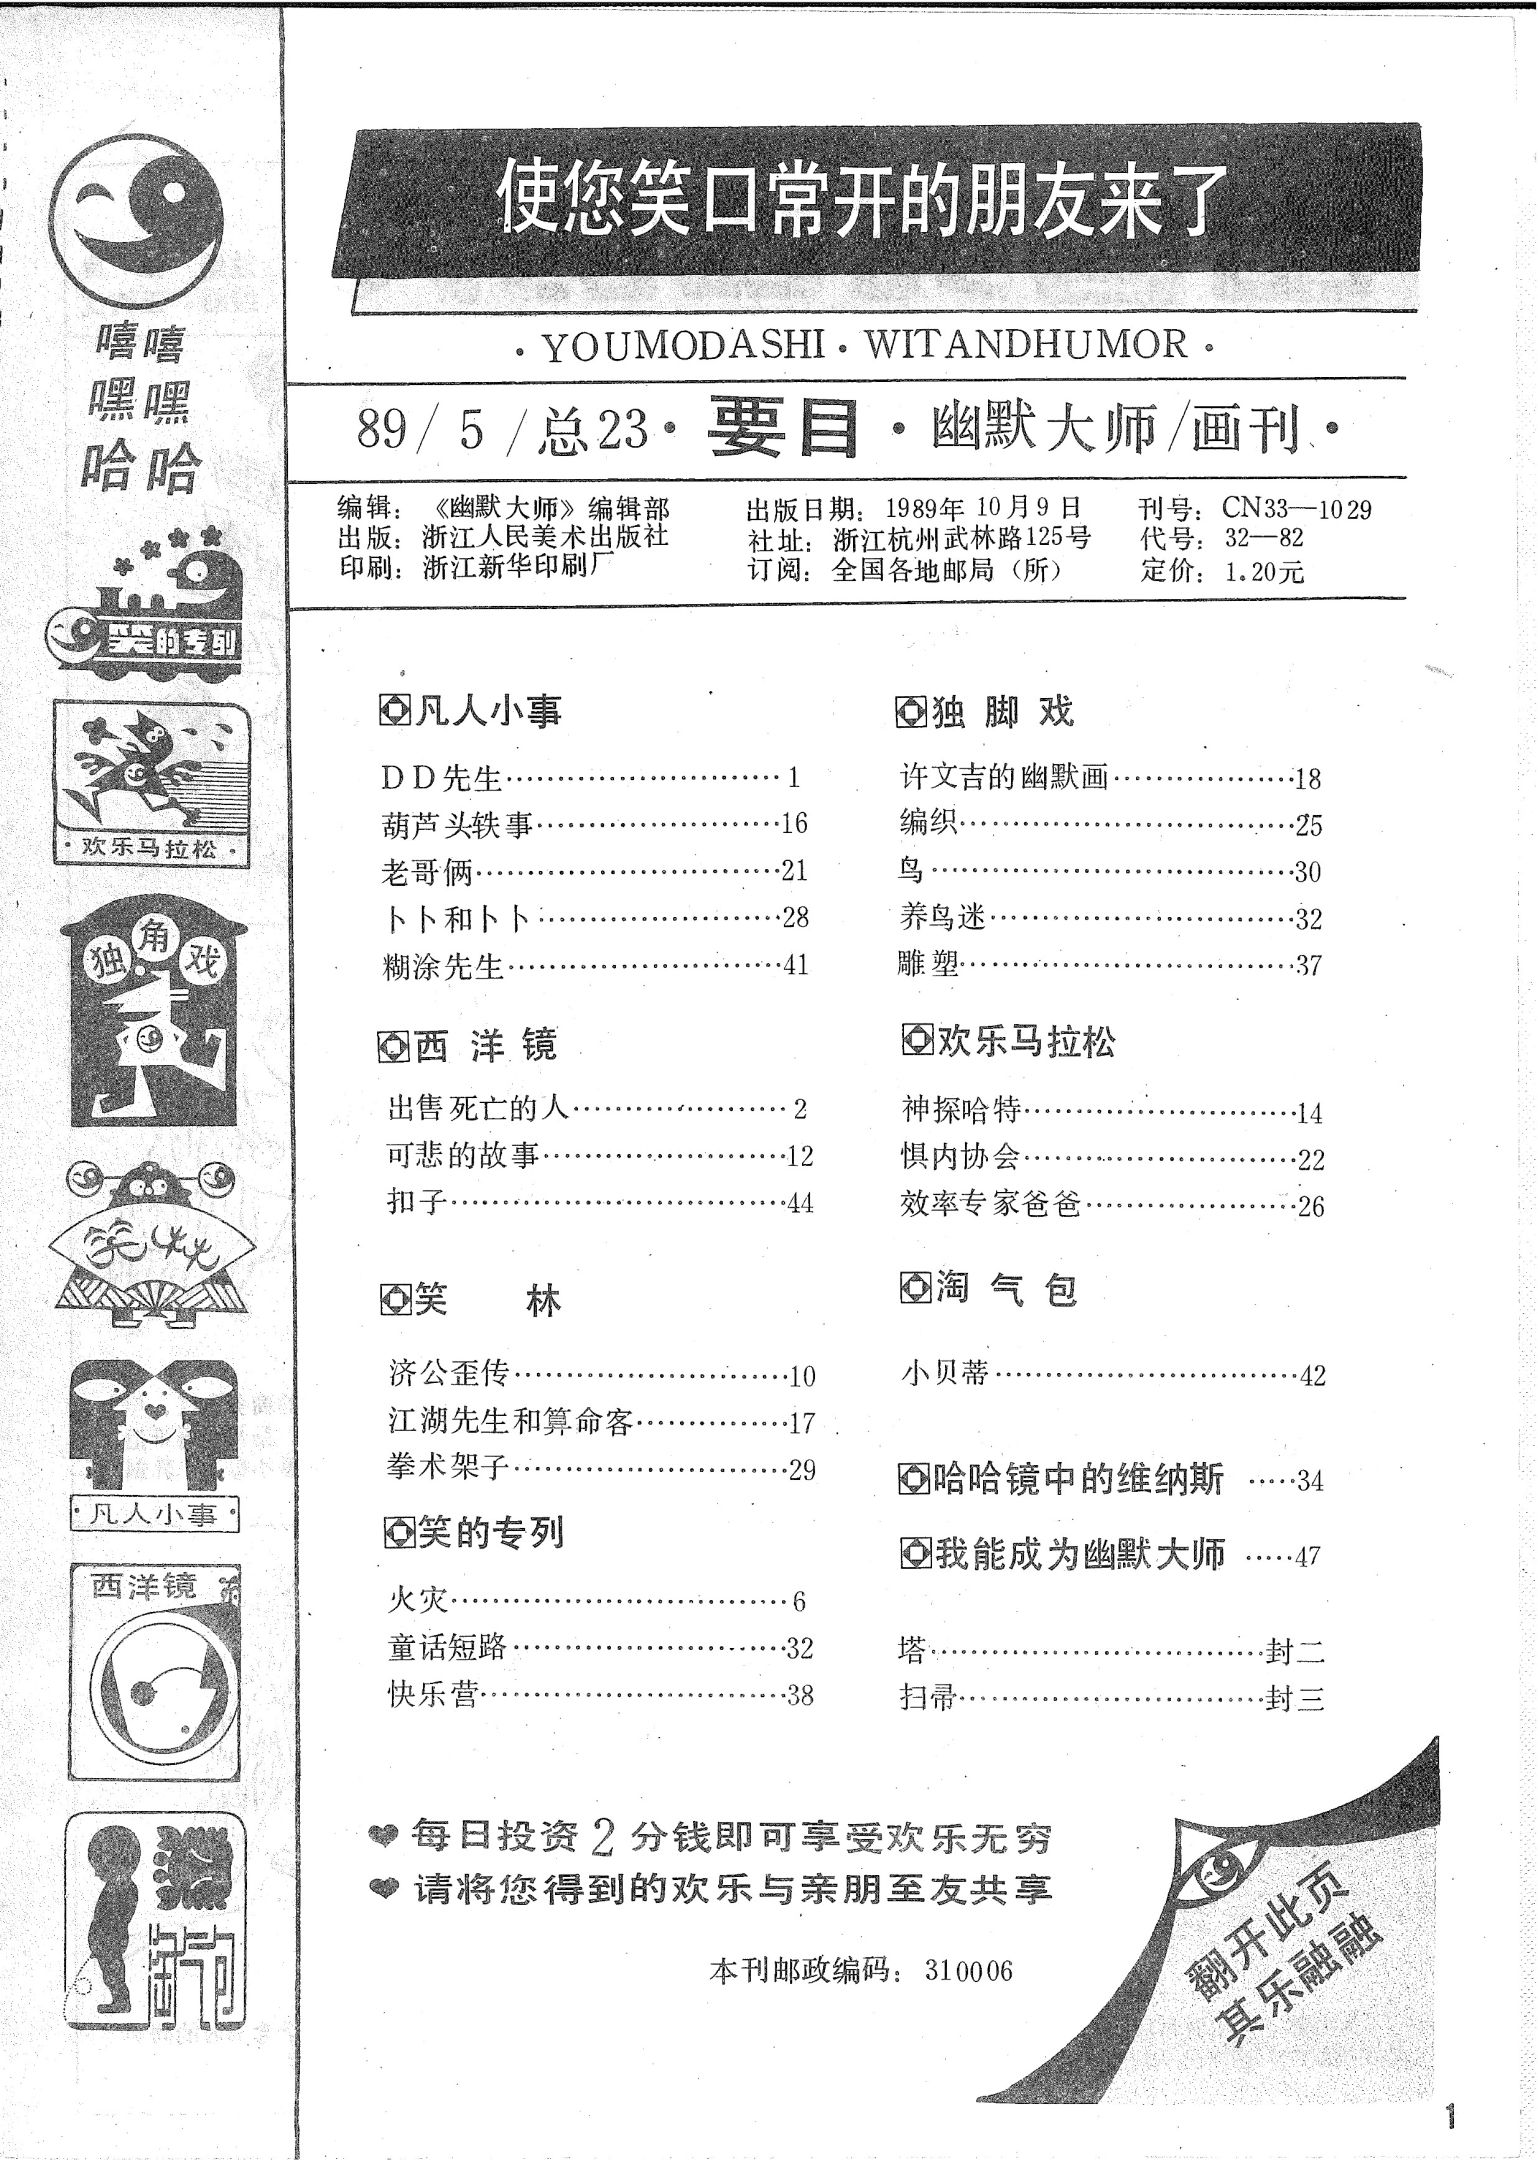 使您笑口常开的朋友来了
·YOUMODASHI·WITANDHUMOR·
89/5/总23·要目·幽默大师/画刊·
编辑：《幽默大师》编辑部
出版：浙江人民美术出版社
印刷：浙江新华印刷厂
出版日期：1989年10月9日
社址：浙江杭州武林路125号
订阅：全国各地邮局（所）
刊号：CN33—1029
代号：32—82
定价：1.20元
嘻嘻
嘿嘿
哈哈
笑的专列
·欢乐马拉松·
独角戏
笑林
·凡人小事·
西洋镜
凡人小事
DD先生…………………………1
葫芦头轶事………………………16
老哥俩……………………………21
卜卜和卜卜………………………28
糊涂先生…………………………41
西洋镜
出售死亡的人……………………2
可悲的故事………………………12
扣子………………………………44
笑林
济公歪传…………………………10
江湖先生和算命客………………17
拳术架子…………………………29
笑的专列
火灾………………………………6
童话短路…………………………32
快乐营……………………………38
独脚戏
许文吉的幽默画…………………18
编织………………………………25
鸟…………………………………30
养鸟迷……………………………32
雕塑………………………………37
欢乐马拉松
神探哈特…………………………14
惧内协会…………………………22
效率专家爸爸……………………26
淘气包
小贝蒂……………………………42
哈哈镜中的维纳斯 ……34
我能成为幽默大师 ……47
塔…………………………………封二
扫帚………………………………封三
每日投资2分钱即可享受欢乐无穷
请将您得到的欢乐与亲朋至友共享
本刊邮政编码：310006
翻开此页
其乐融融
1